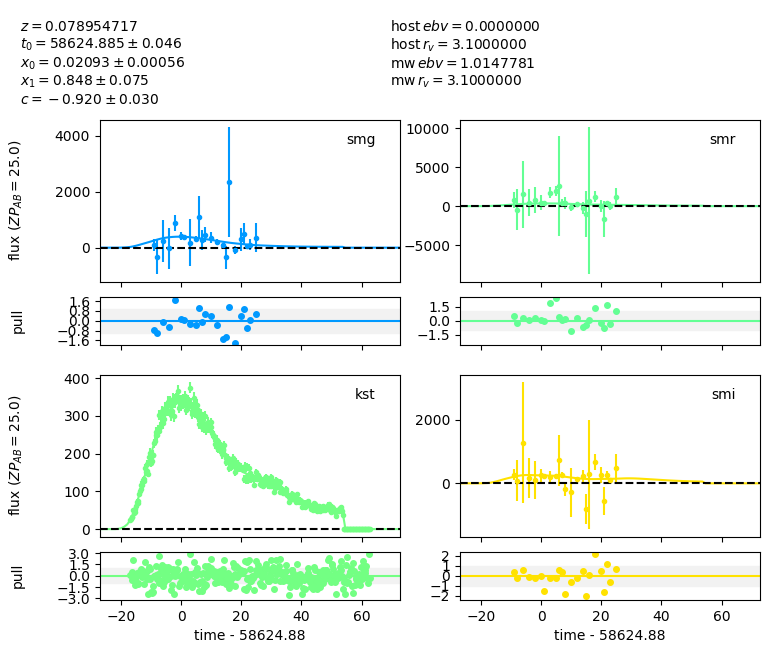 z = 0.078954717
t0 = 58624.885 ± 0.046
x0 = 0.02093 ± 0.00056
x1 = 0.848 ± 0.075
c = −0.920 ± 0.030
host ebv = 0.0000000
host rv = 3.1000000
mw ebv = 1.0147781
mw rv = 3.1000000
flux (ZPAB = 25.0)
4000
2000
0
smg
10000
5000
0
−5000
smr
pull
1.6
0.8
0.0
−0.8
−1.6
1.5
0.0
−1.5
flux (ZPAB = 25.0)
400
300
200
100
0
kst
2000
0
smi
pull
3.0
1.5
0.0
−1.5
−3.0
2
1
0
−1
−2
−20 0 20 40 60
−20 0 20 40 60
time - 58624.88
time - 58624.88